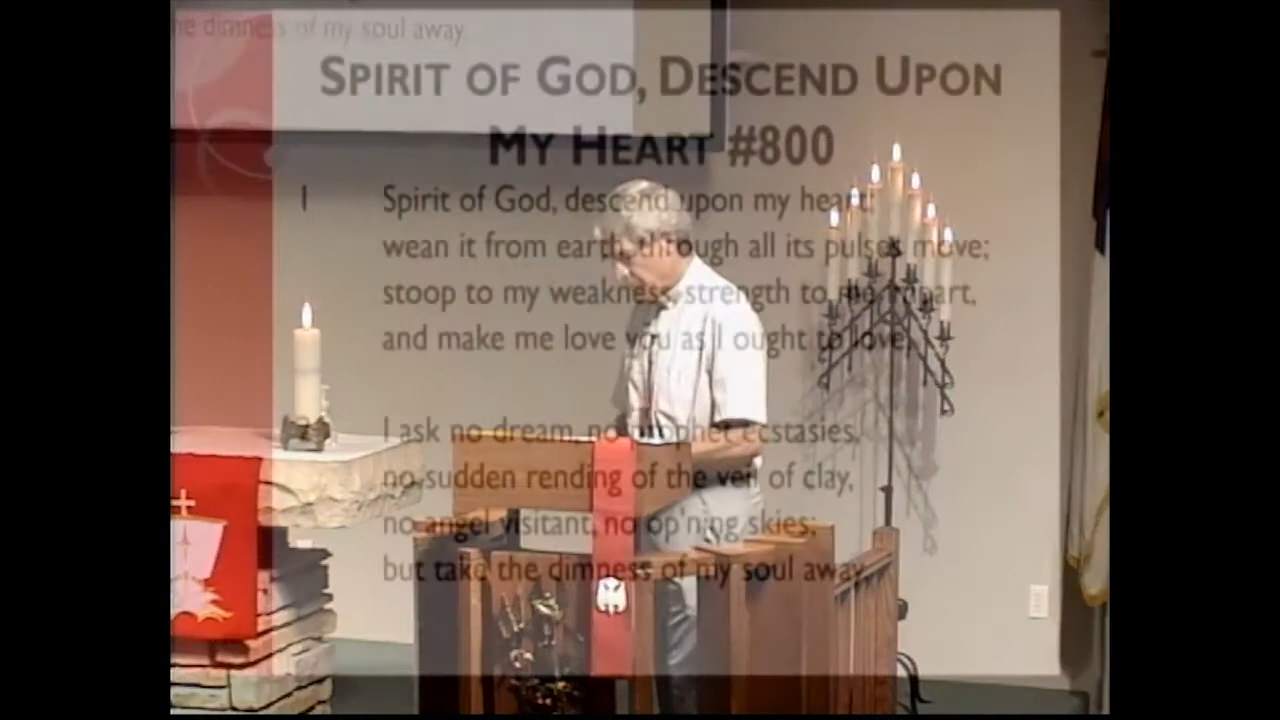 the dimness of my soul away.
SPIRIT OF GOD, DESCEND UPON
MY HEART #800
1 Spirit of God, descend upon my heart;
wean it from earth, through all its pulses move;
stoop to my weakness, strength to me impart,
and make me love you as I ought to love.
I ask no dream, no prophet ecstasies,
no sudden rending of the veil of clay,
no angel visitant, no op'ning skies;
but take the dimness of my soul away.